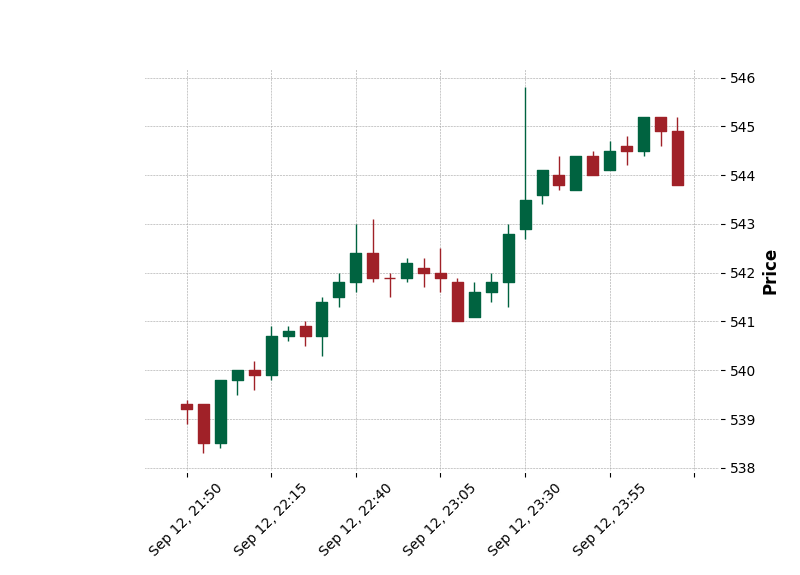 546
545
544
543
542
541
540
539
538
Price
Sep 12, 21:50
Sep 12, 22:15
Sep 12, 22:40
Sep 12, 23:05
Sep 12, 23:30
Sep 12, 23:55